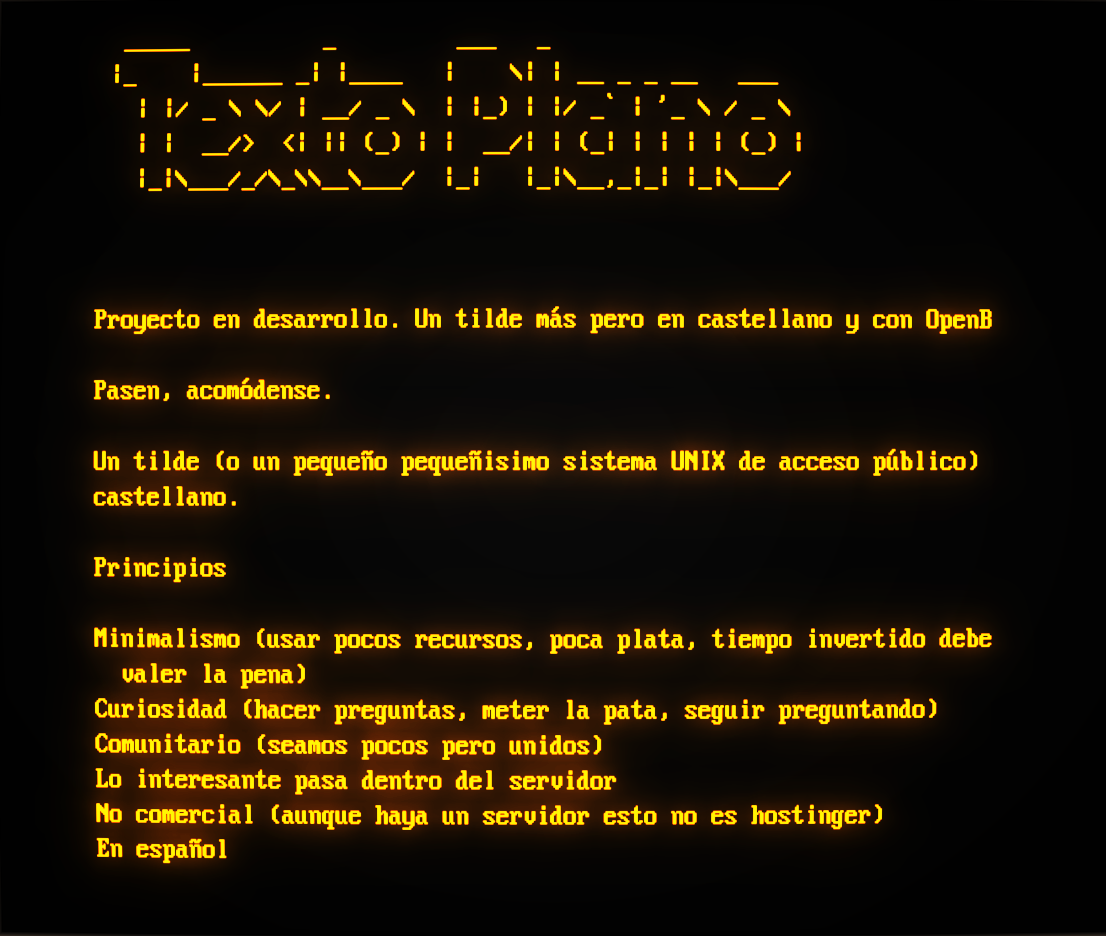 Texto Plano
Proyecto en desarrollo. Un tilde más pero en castellano y con OpenB
Pasen, acomódense.
Un tilde (o un pequeño pequeñisimo sistema UNIX de acceso público)
castellano.
Principios
Minimalismo (usar pocos recursos, poca plata, tiempo invertido debe
valer la pena)
Curiosidad (hacer preguntas, meter la pata, seguir preguntando)
Comunitario (seamos pocos pero unidos)
Lo interesante pasa dentro del servidor
No comercial (aunque haya un servidor esto no es hostinger)
En español